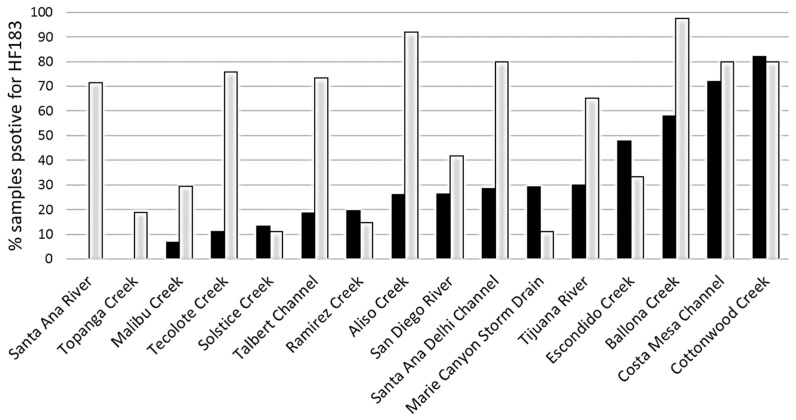 % samples psotive for HF183
100
90
80
70
60
50
40
30
20
10
0
Santa Ana River
Topanga Creek
Malibu Creek
Tecolote Creek
Solstice Creek
Talbert Channel
Ramirez Creek
Aliso Creek
San Diego River
Santa Ana Delhi Channel
Marie Canyon Storm Drain
Tijuana River
Escondido Creek
Ballona Creek
Costa Mesa Channel
Cottonwood Creek